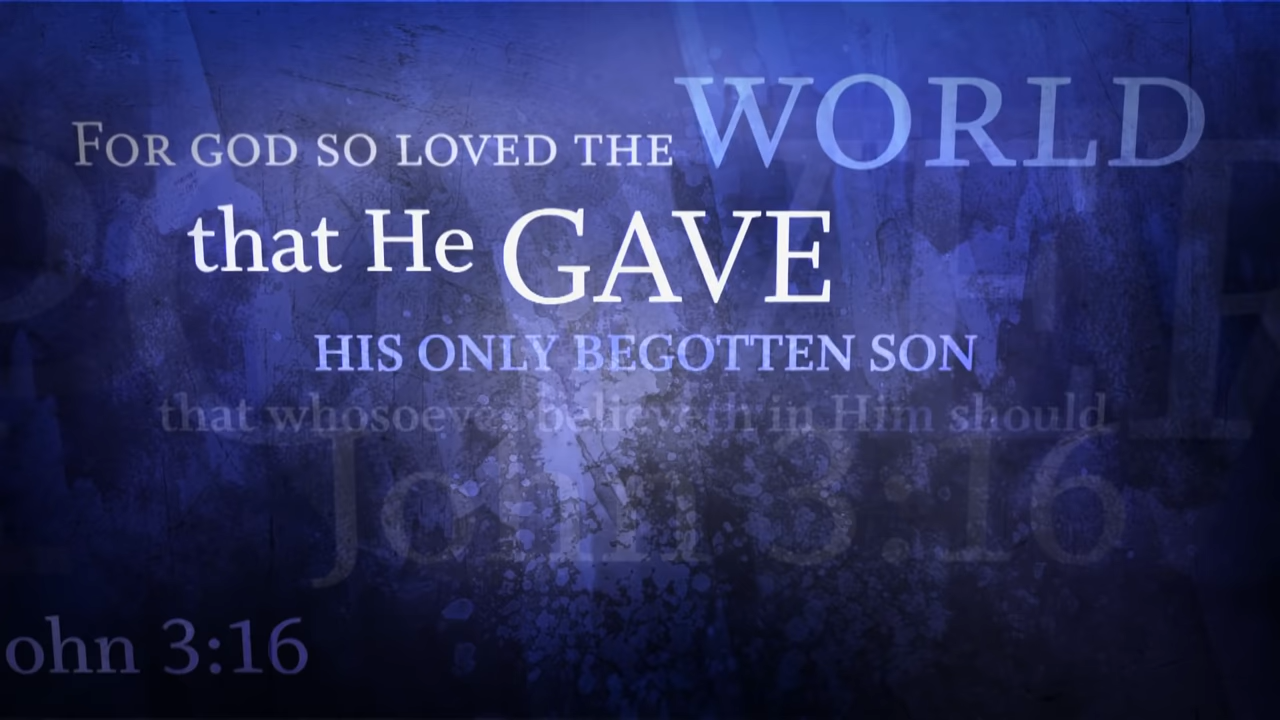 FOR GOD SO LOVED THE WORLD
that He GAVE
HIS ONLY BEGOTTEN SON
that whosoever believeth in Him should
John 3:16
ohn 3:16